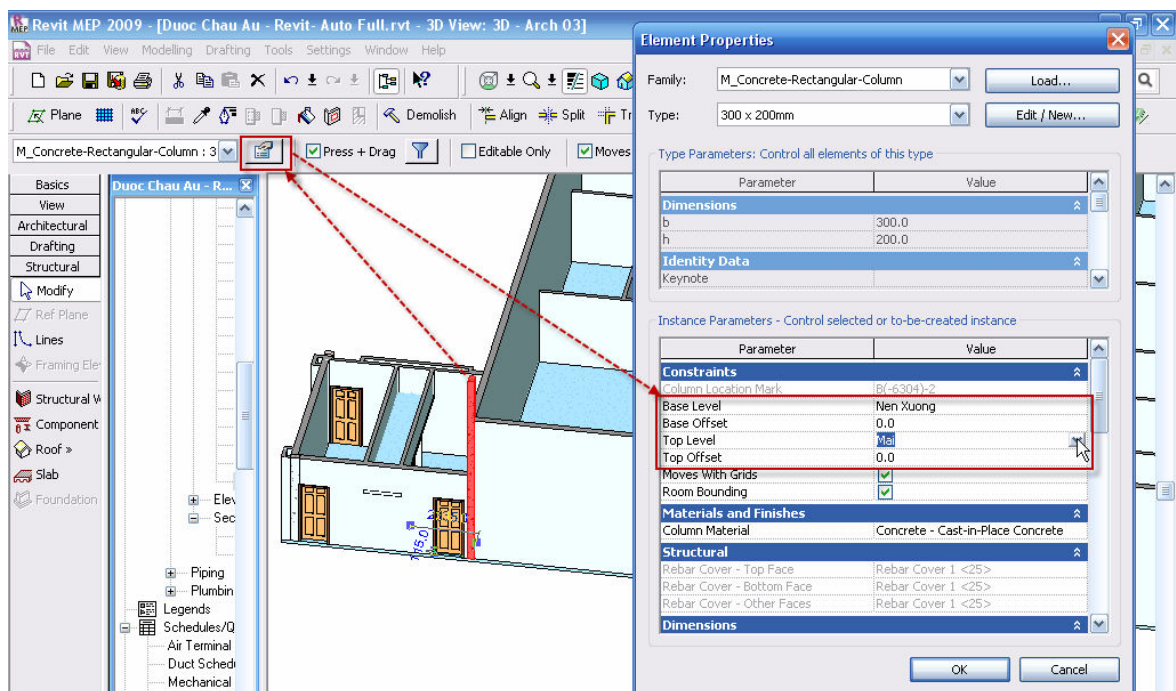 Revit MEP 2009 - [Duoc Chau Au - Revit- Auto Full.rvt - 3D View: 3D - Arch 03]
File Edit View Modelling Drafting Tools Settings Window Help
Plane Demolish Align Split Tr
M_Concrete-Rectangular-Column : 3 Press + Drag Editable Only Moves
Basics
View
Architectural
Drafting
Structural
Modify
Ref Plane
Lines
Framing Ele
Structural W
Component
Roof »
Slab
Foundation
Duoc Chau Au - R...
Elev
Sec
Piping
Plumbin
Legends
Schedules/Q
Air Terminal
Duct Sched
Mechanical
Element Properties
Family: M_Concrete-Rectangular-Column Load...
Type: 300 x 200mm Edit / New...
Type Parameters: Control all elements of this type
Parameter Value
Dimensions
b 300.0
h 200.0
Identity Data
Keynote
Instance Parameters - Control selected or to-be-created instance
Parameter Value
Constraints
Column Location Mark B(-6304)-2
Base Level Nen Xuong
Base Offset 0.0
Top Level Mai
Top Offset 0.0
Moves With Grids
Room Bounding
Materials and Finishes
Column Material Concrete - Cast-in-Place Concrete
Structural
Rebar Cover - Top Face Rebar Cover 1 <25>
Rebar Cover - Bottom Face Rebar Cover 1 <25>
Rebar Cover - Other Faces Rebar Cover 1 <25>
Dimensions
OK Cancel